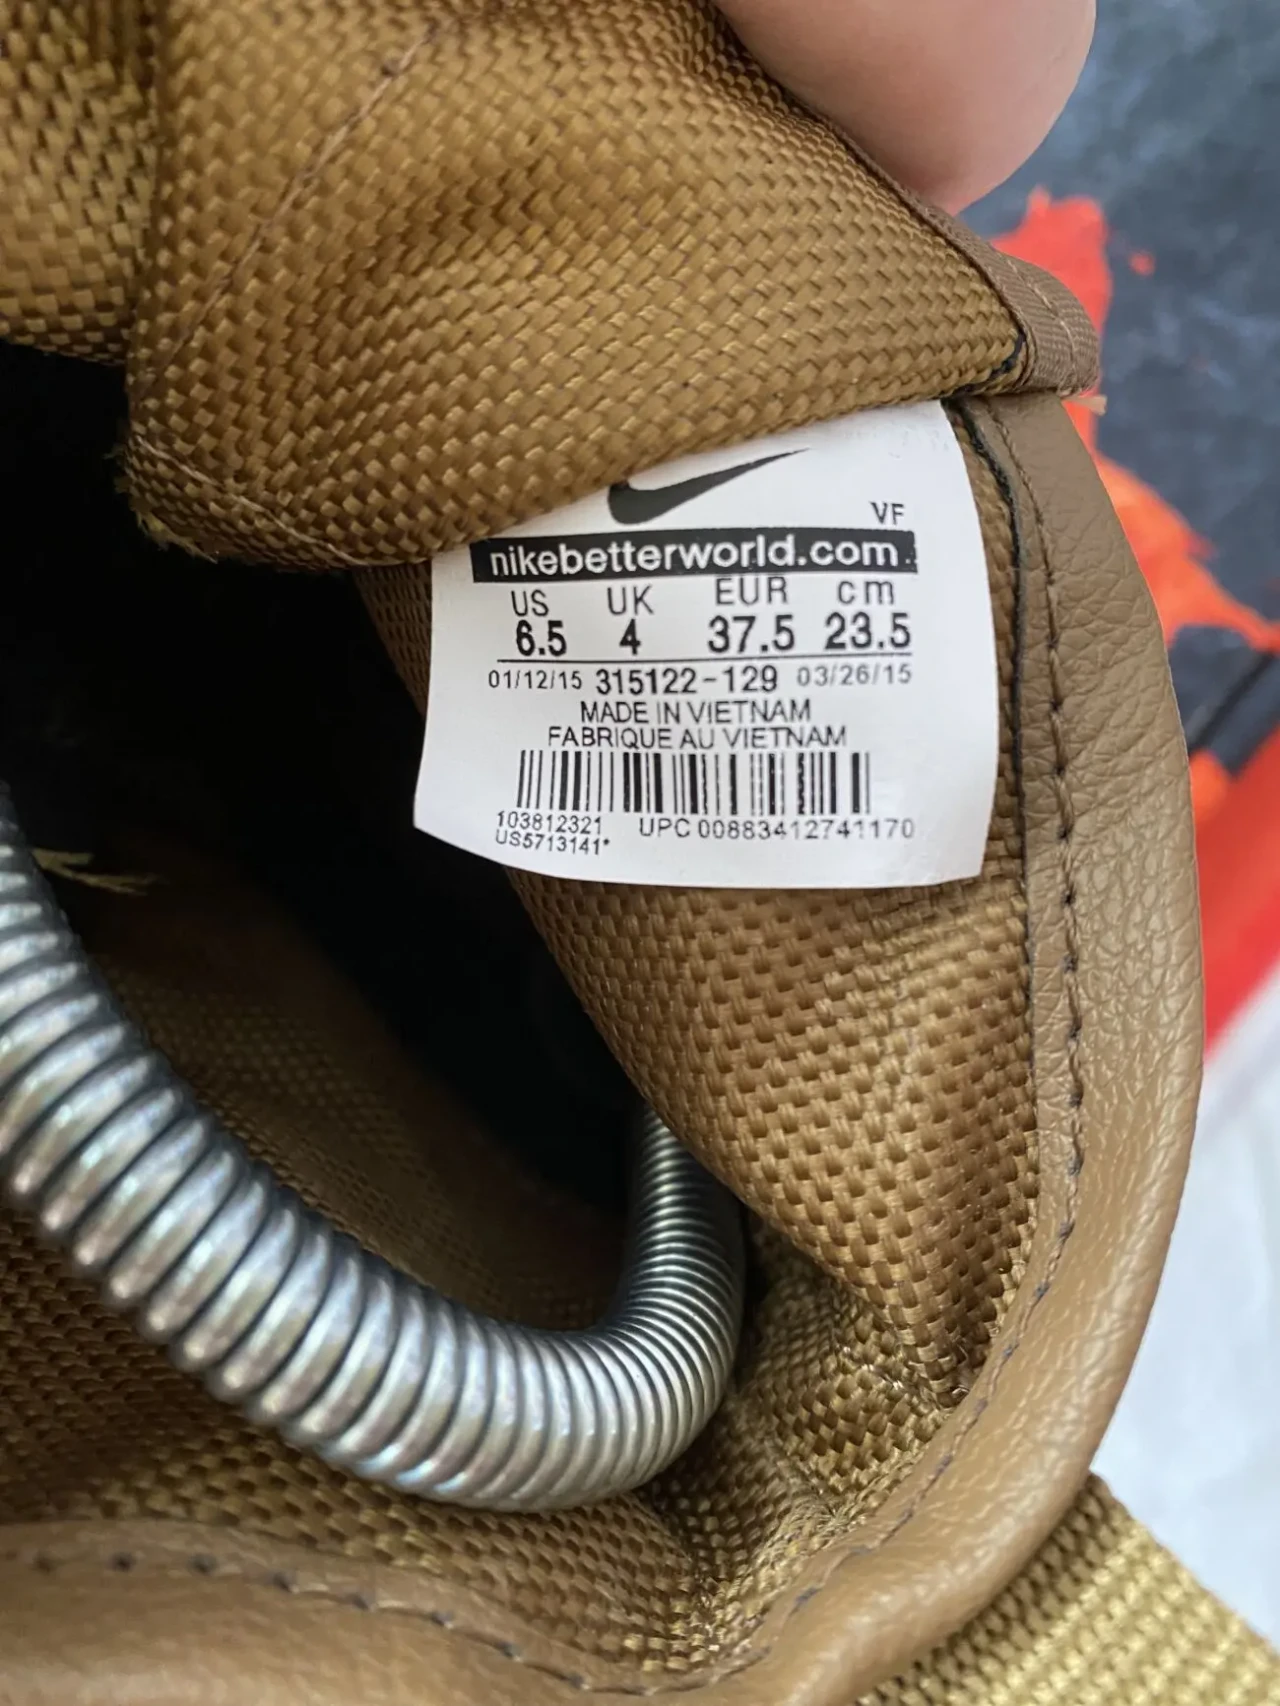 VF
nikebetterworld.com
US UK EUR cm
6.5 4 37.5 23.5
01/12/15 315122-129 03/26/15
MADE IN VIETNAM
FABRIQUE AU VIETNAM
103812321 UPC 00883412741170
US5713141*